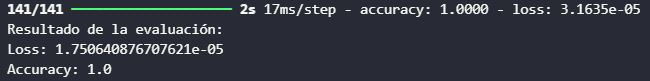 141/141 ━━━━━━━━━━━━━━━━━━━━ 2s 17ms/step - accuracy: 1.0000 - loss: 3.1635e-05
Resultado de la evaluación:
Loss: 1.750640876707621e-05
Accuracy: 1.0